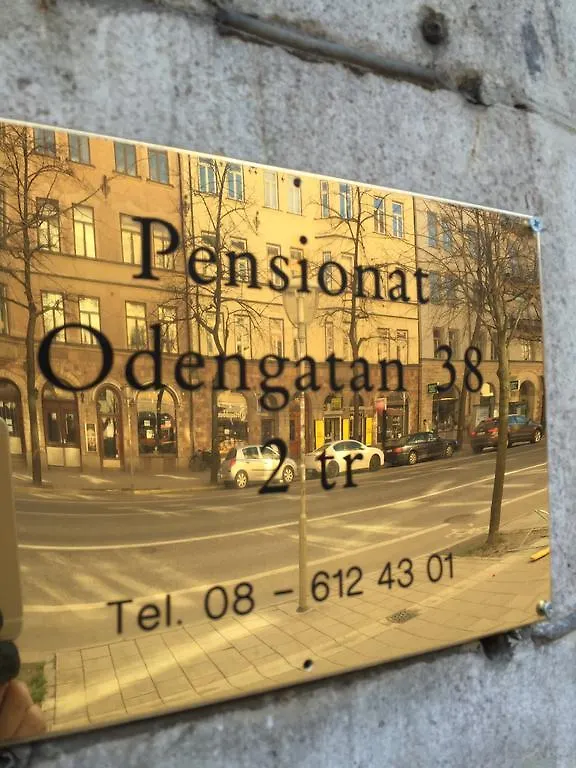 Pensionat
Odengatan 38
2 tr
Tel. 08 – 612 43 01